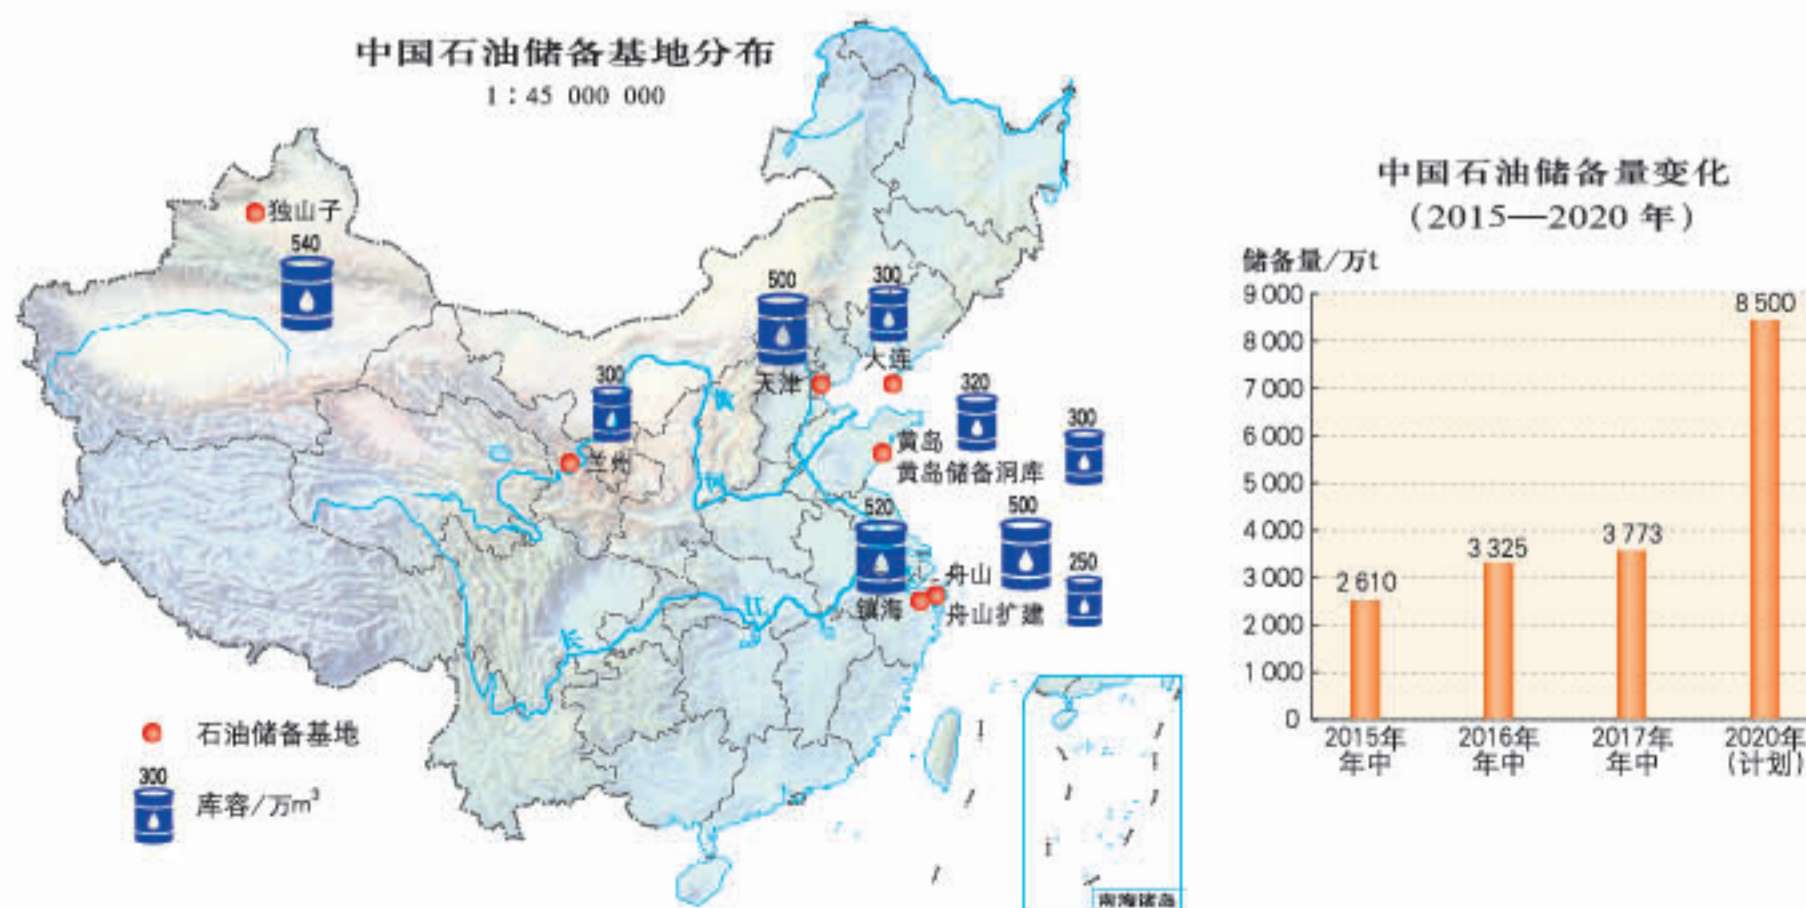 中国石油储备基地分布
1：45 000 000
独山子
540
500
300
大连
天津
300
兰州
320
300
黄岛
黄岛储备洞库
520
500
250
舟山
镇海
舟山扩建
黄
河
长
江
石油储备基地
300
库容/万m³
南海诸岛
中国石油储备量变化
（2015—2020 年）
储备量/万t
9 000
8 000
7 000
6 000
5 000
4 000
3 000
2 000
1 000
0
2 610
3 325
3 773
8 500
2015年
年中
2016年
年中
2017年
年中
2020年
（计划）